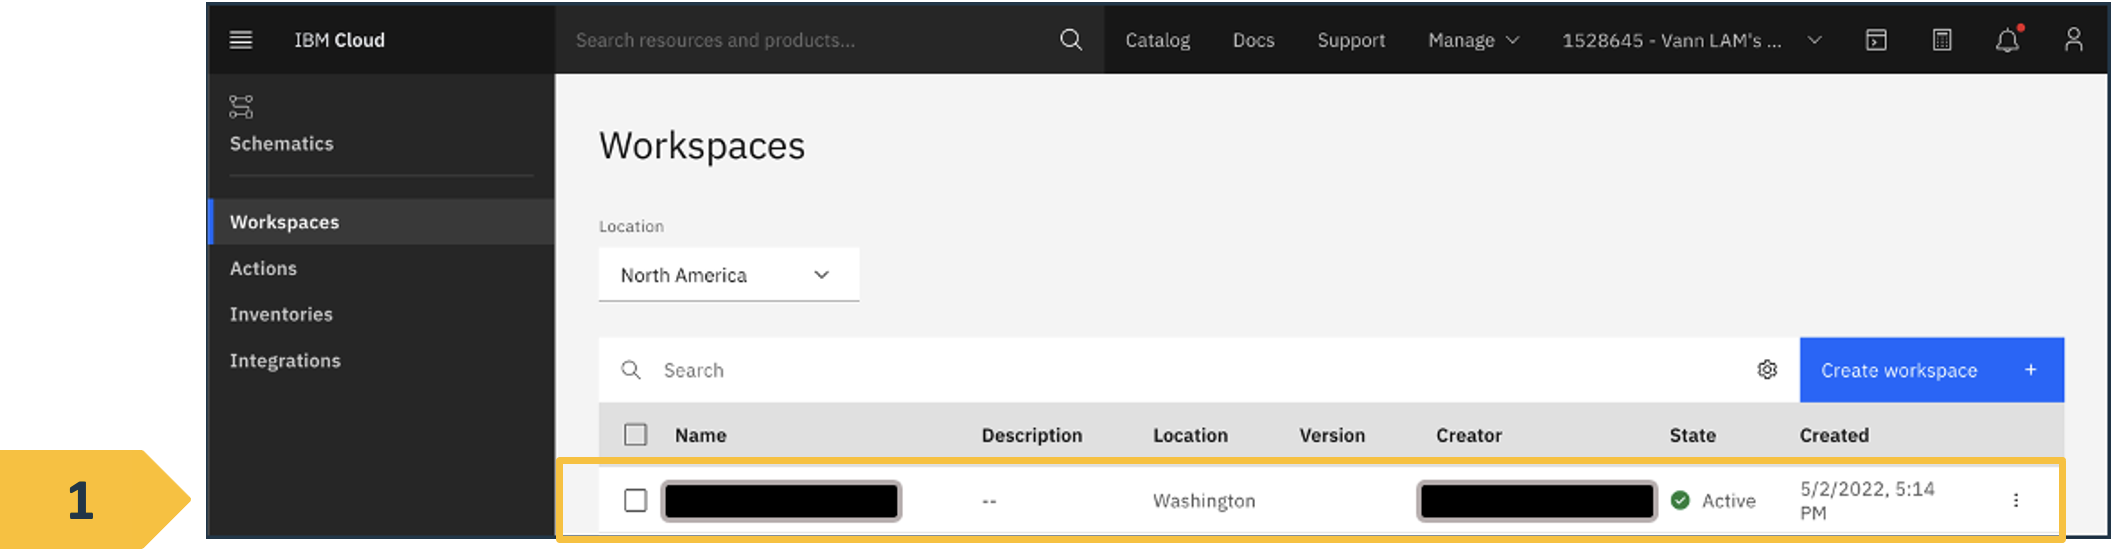 IBM Cloud
Search resources and products...
Catalog
Docs
Support
Manage
1528645 - Vann LAM's ...
Schematics
Workspaces
Actions
Inventories
Integrations
Workspaces
Location
North America
Search
Create workspace +
Name Description Location Version Creator State Created
1
-- Washington Active 5/2/2022, 5:14
PM